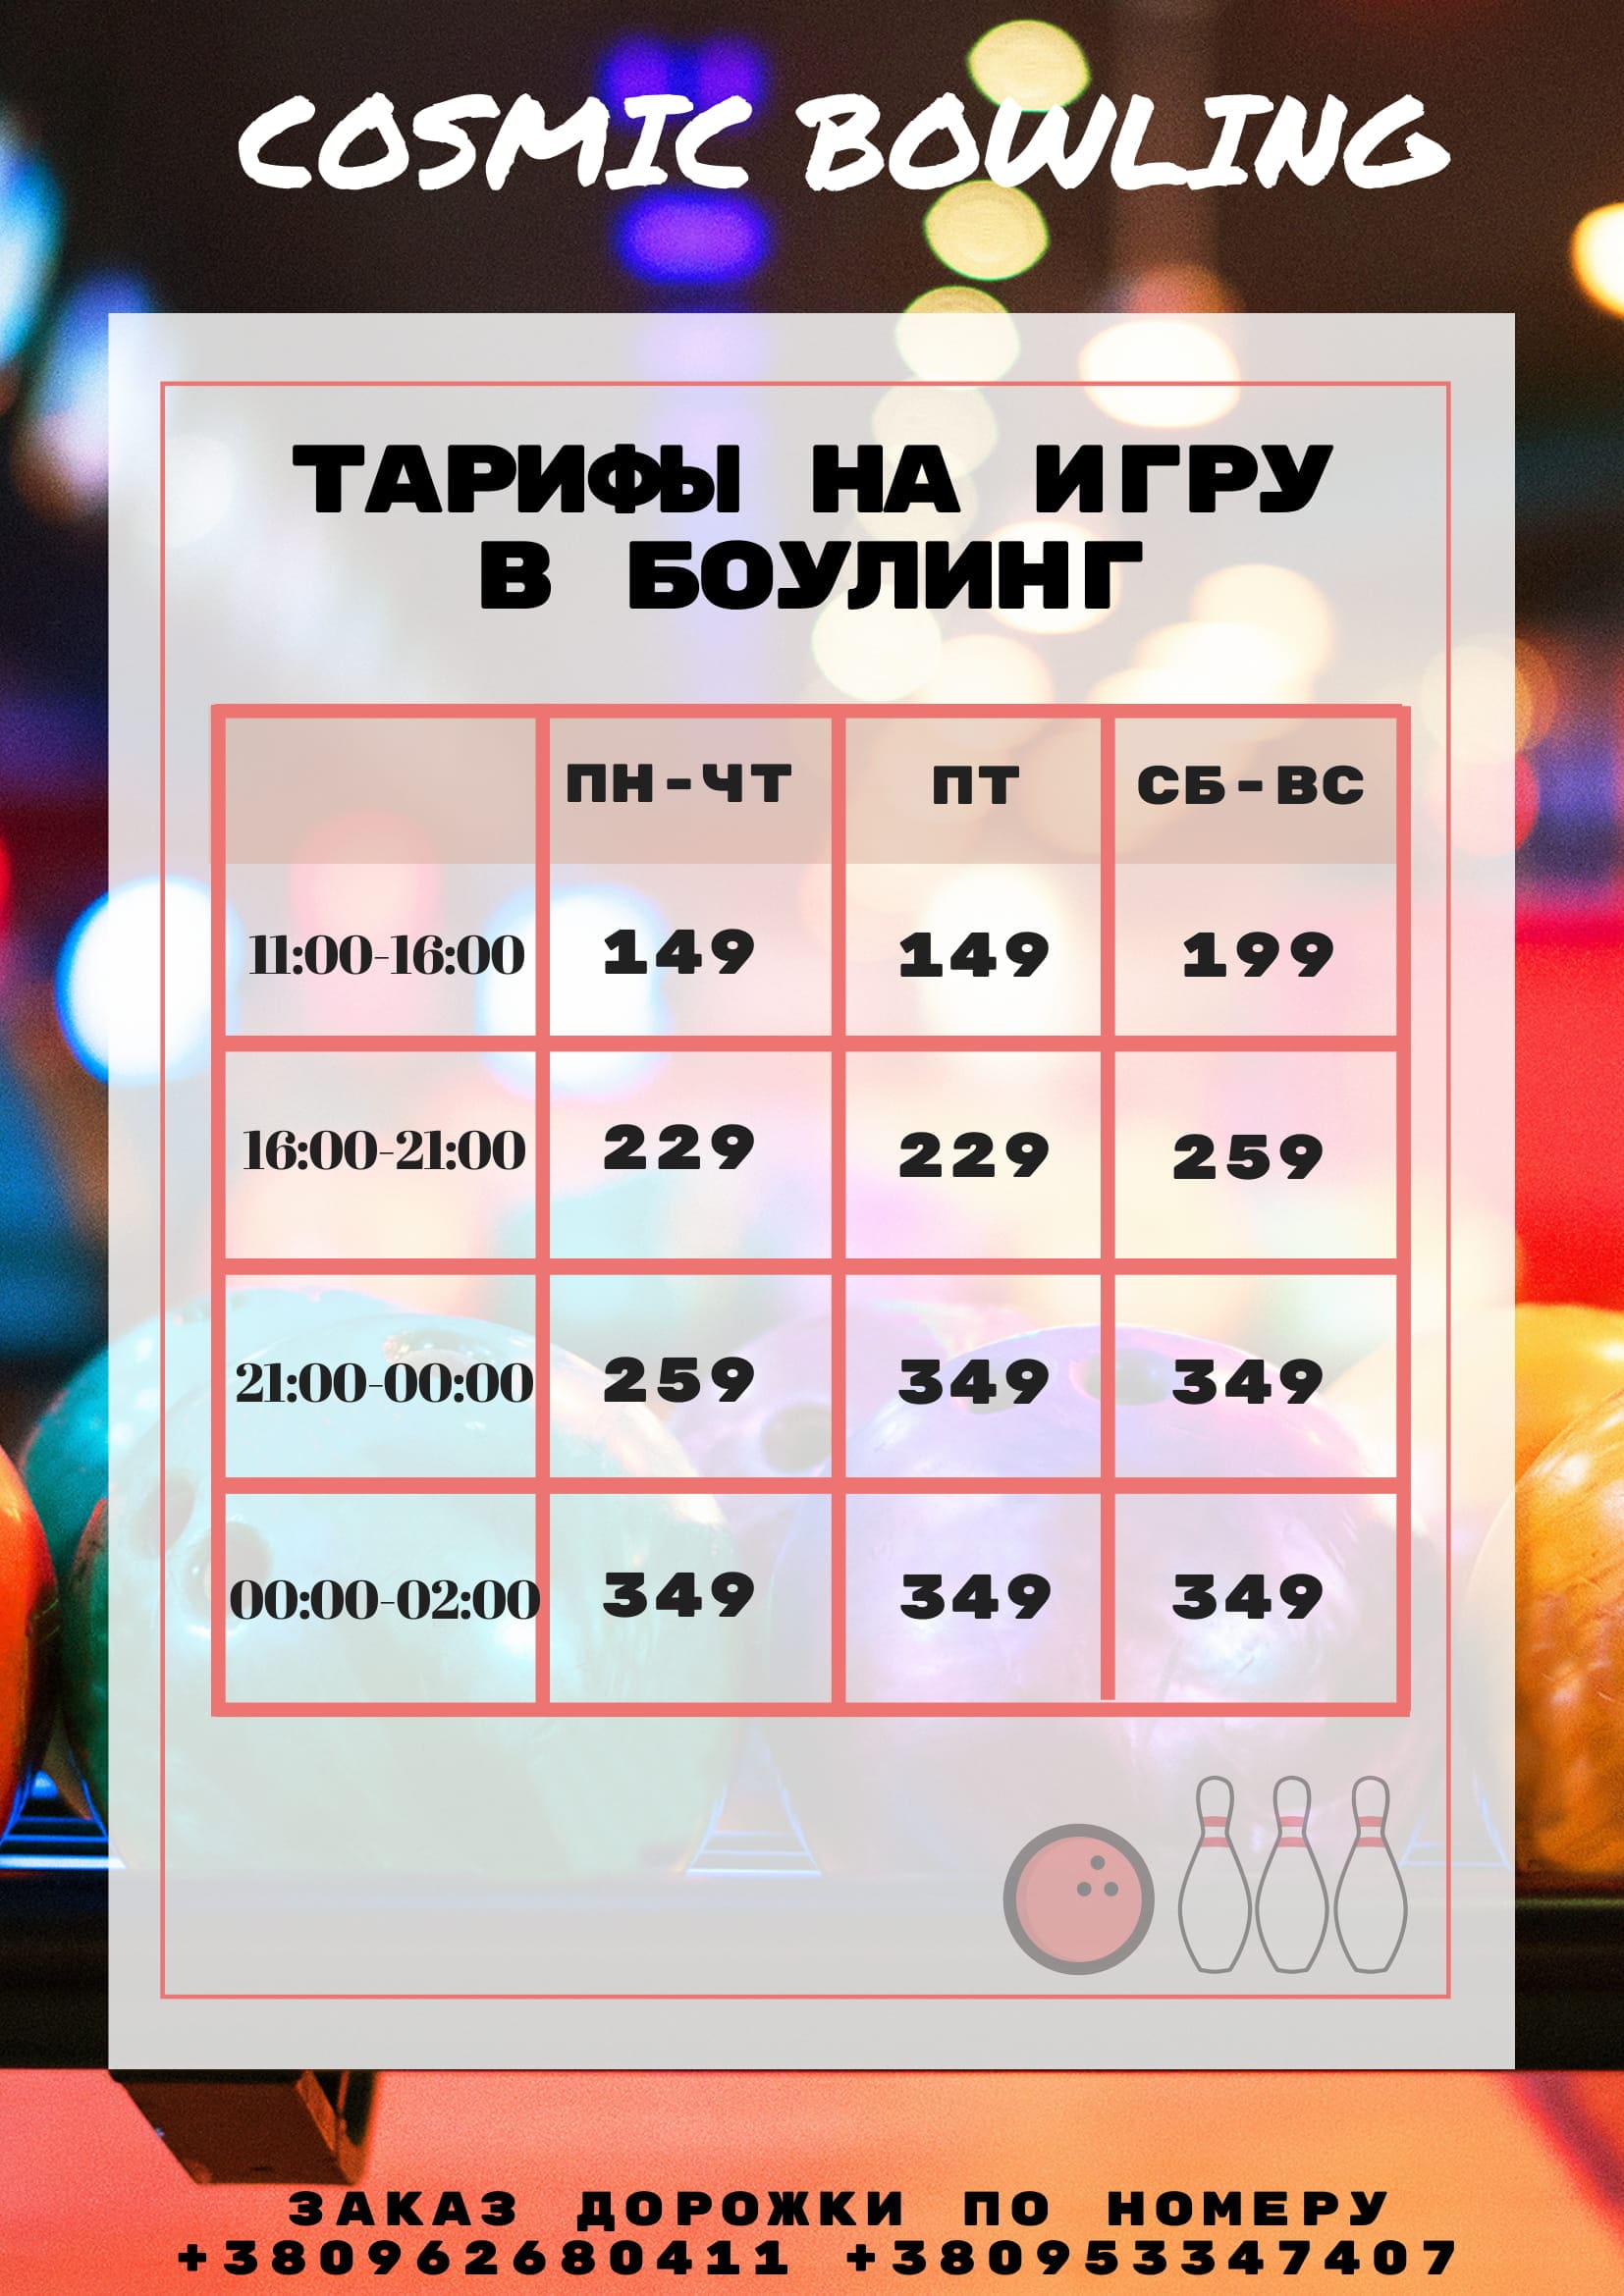 COSMIC BOWLING
ТАРИФЫ НА ИГРУ
В БОУЛИНГ
ПН-ЧТ ПТ СБ-ВС
11:00-16:00 149 149 199
16:00-21:00 229 229 259
21:00-00:00 259 349 349
00:00-02:00 349 349 349
ЗАКАЗ ДОРОЖКИ ПО НОМЕРУ
+380962680411 +380953347407